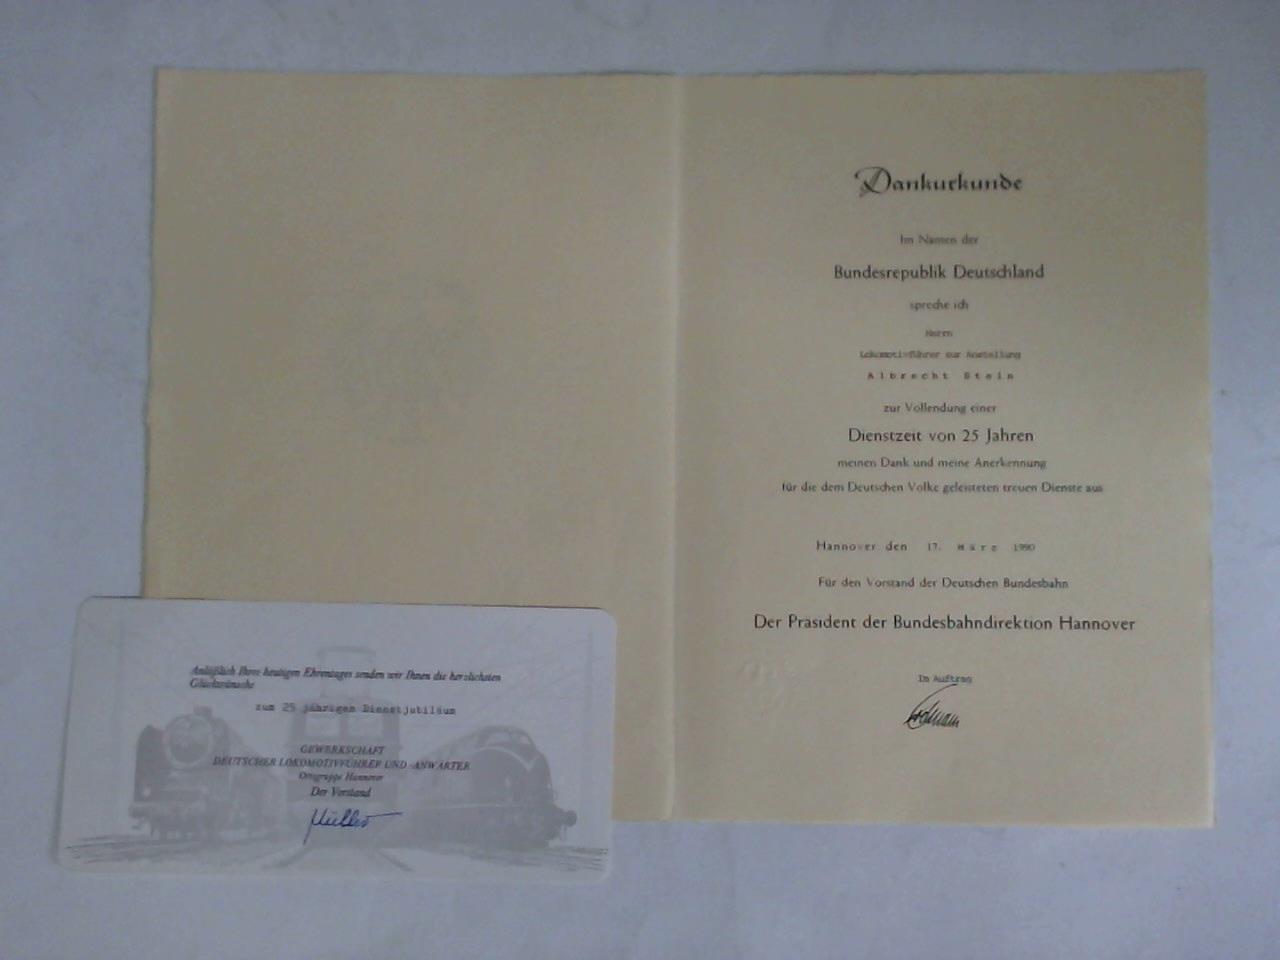 Dankurkunde
Im Namen der
Bundesrepublik Deutschland
spreche ich
Herrn
Lokomotivführer zur Anstellung
Albrecht Stein
zur Vollendung einer
Dienstzeit von 25 Jahren
meinen Dank und meine Anerkennung
für die dem Deutschen Volke geleisteten treuen Dienste aus
Hannover den 17. März 1980
Für den Vorstand der Deutschen Bundesbahn
Der Präsident der Bundesbahndirektion Hannover
Im Auftrag
Anläßlich Ihres heutigen Ehrentages senden wir Ihnen die herzlichsten
Glückwünsche
zum 25 jährigen Dienstjubiläum
GEWERKSCHAFT
DEUTSCHER LOKOMOTIVFÜHRER UND -ANWÄRTER
Ortsgruppe Hannover
Der Vorstand